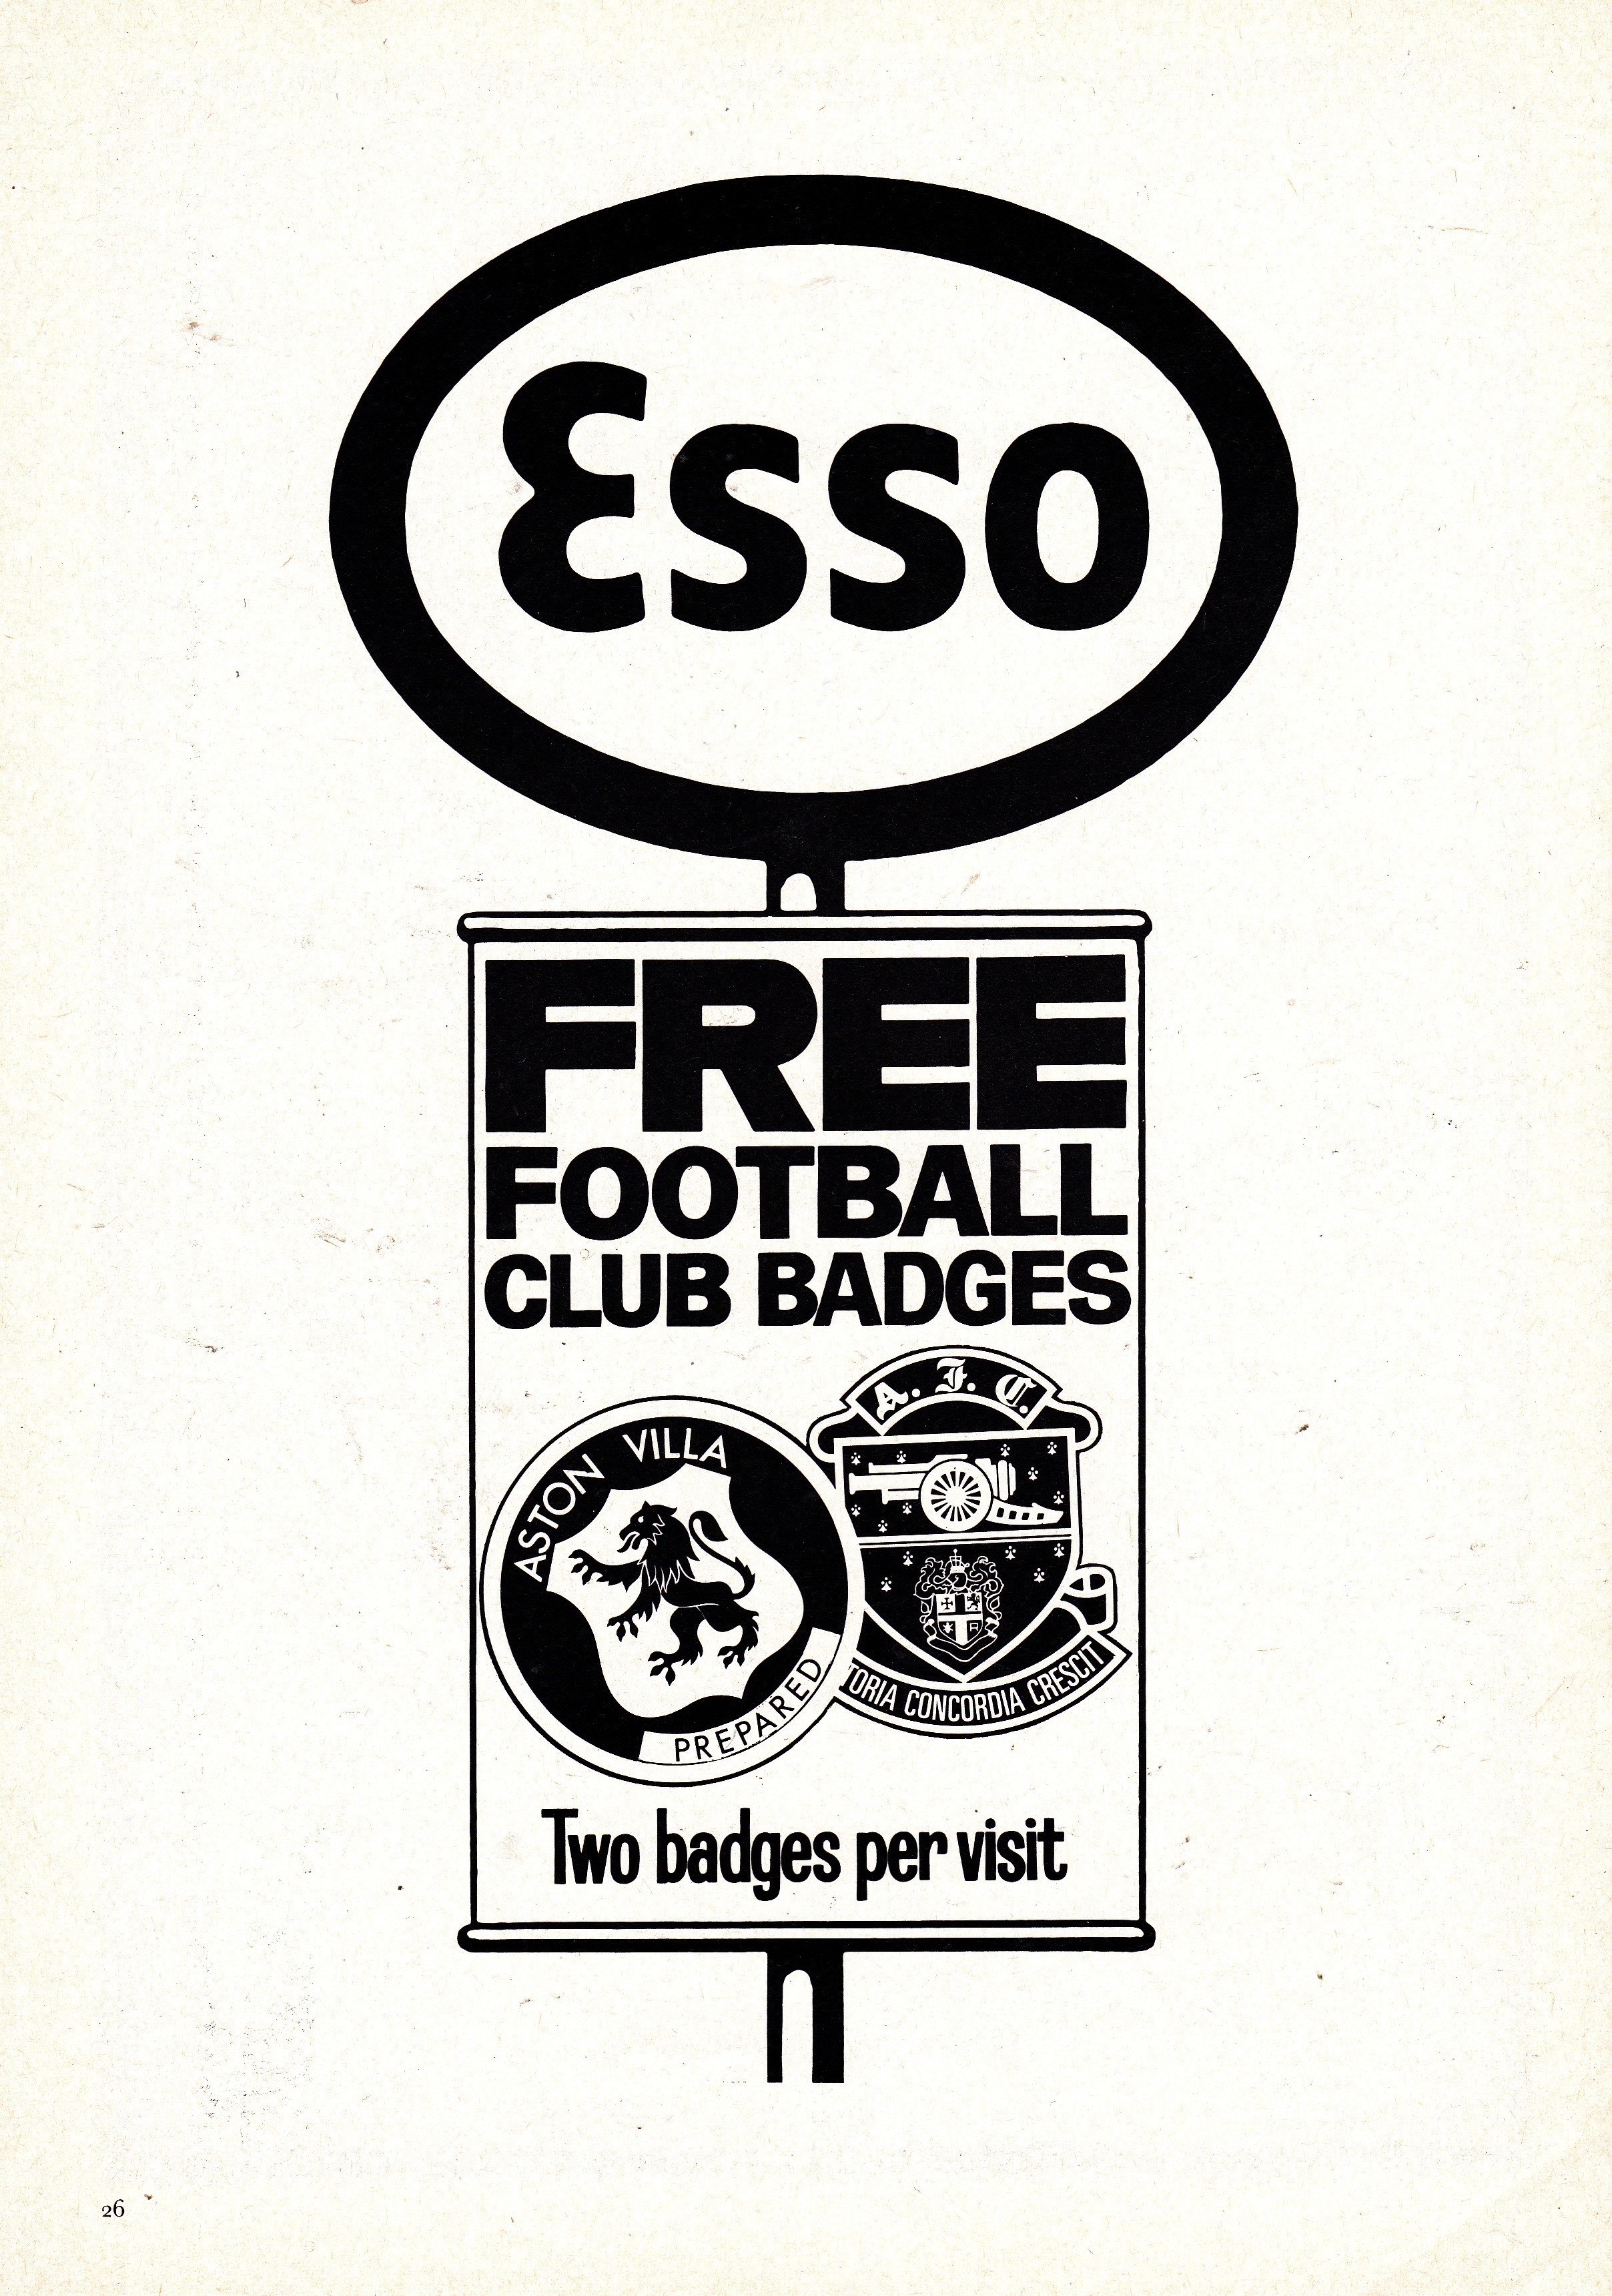 Esso
FREE
FOOTBALL
CLUB BADGES
A. F. C.
ASTON VILLA
PREPARED
TORIA CONCORDIA CRESCIT
Two badges per visit
26